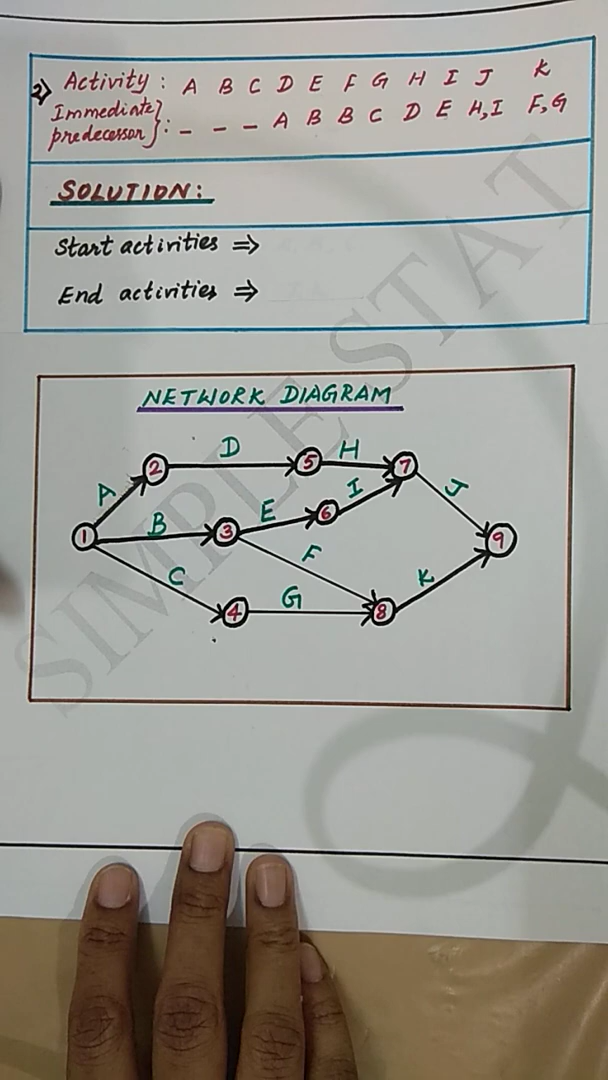 2) Activity : A B C D E F G H I J K
Immediate
predecessor } : - - - A B B C D E H,I F,G
SOLUTION:
Start activities ⇒
End activities ⇒
NETWORK DIAGRAM
D H
2 5 7
A I J
E
B 6
1 3 9
F
C K
G
4 8
SIMPLE STAT